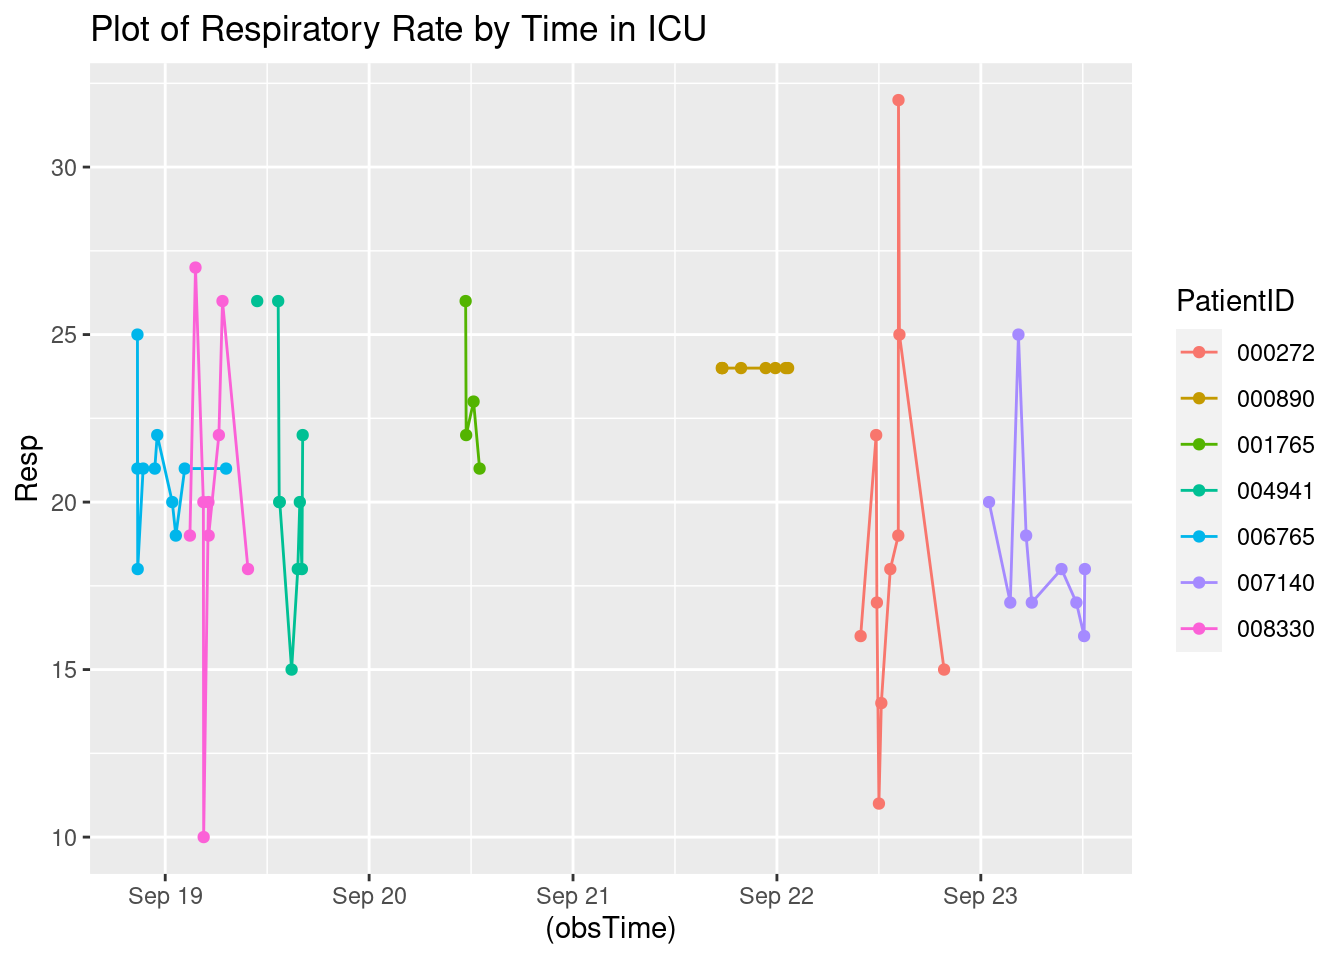 Plot of Respiratory Rate by Time in ICU
30
25
20
15
10
Resp
Sep 19
Sep 20
Sep 21
Sep 22
Sep 23
(obsTime)
PatientID
000272
000890
001765
004941
006765
007140
008330